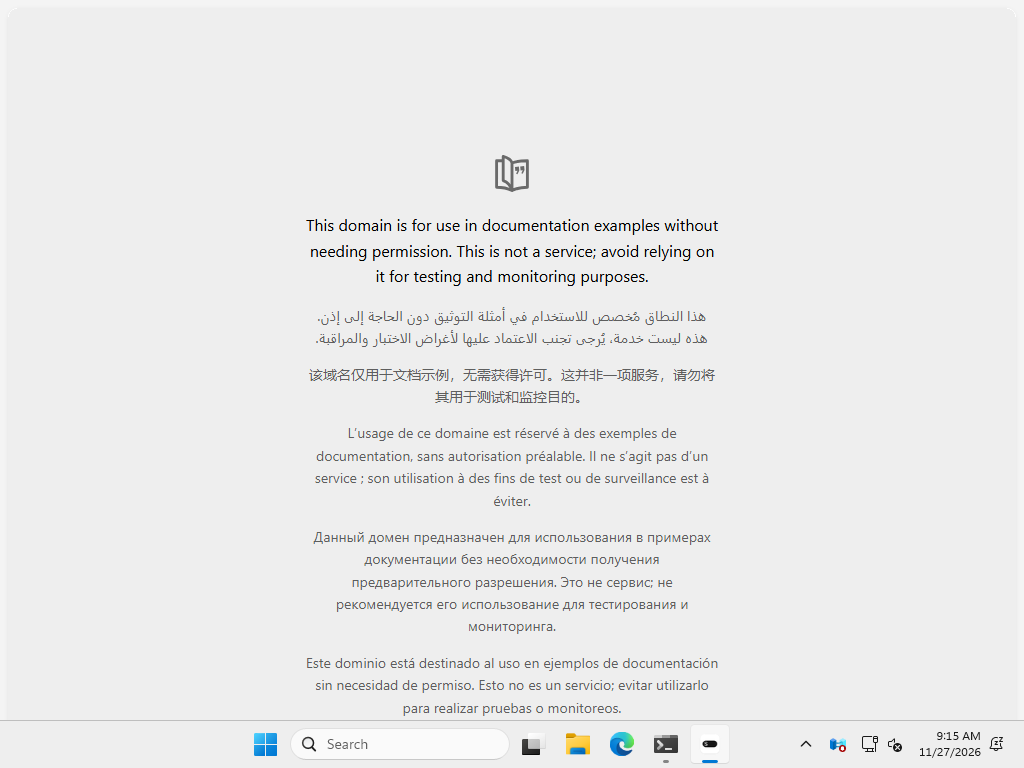 This domain is for use in documentation examples without
needing permission. This is not a service; avoid relying on
it for testing and monitoring purposes.
هذا النطاق مُخصص للاستخدام في أمثلة التوثيق دون الحاجة إلى إذن.
هذه ليست خدمة، يُرجى تجنب الاعتماد عليها لأغراض الاختبار والمراقبة.
该域名仅用于文档示例，无需获得许可。这并非一项服务，请勿将
其用于测试和监控目的。
L’usage de ce domaine est réservé à des exemples de
documentation, sans autorisation préalable. Il ne s’agit pas d’un
service ; son utilisation à des fins de test ou de surveillance est à
éviter.
Данный домен предназначен для использования в примерах
документации без необходимости получения
предварительного разрешения. Это не сервис; не
рекомендуется его использование для тестирования и
мониторинга.
Este dominio está destinado al uso en ejemplos de documentación
sin necesidad de permiso. Esto no es un servicio; evitar utilizarlo
para realizar pruebas o monitoreos.
Search
9:15 AM
11/27/2026